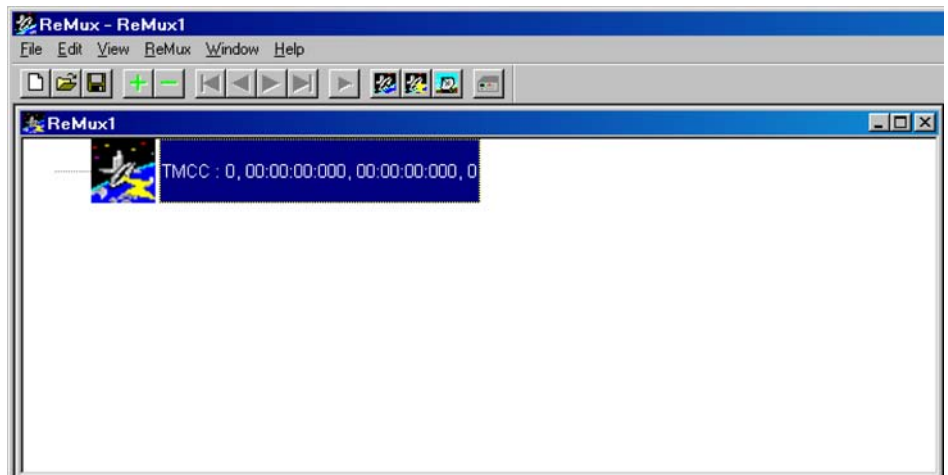 ReMux - ReMux1
File Edit View ReMux Window Help
ReMux1
TMCC : 0, 00:00:00:000, 00:00:00:000, 0